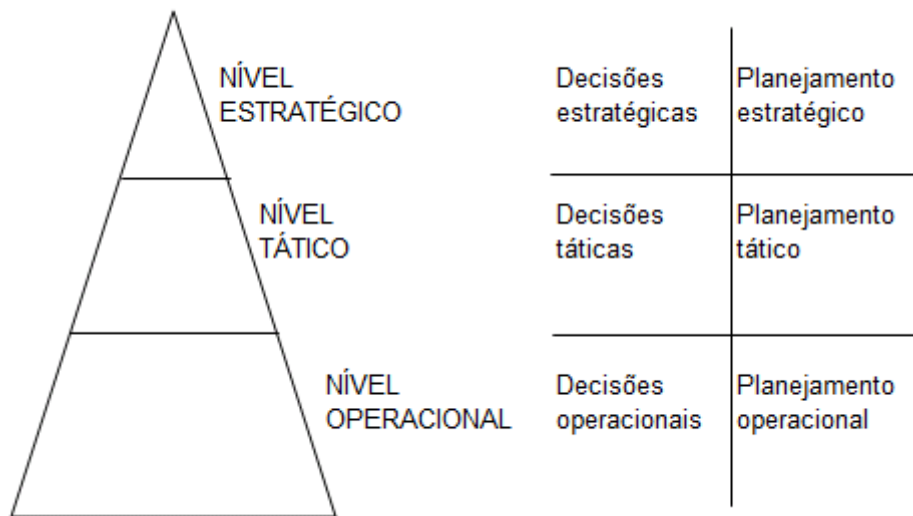 NÍVEL
ESTRATÉGICO
Decisões
estratégicas
Planejamento
estratégico
NÍVEL
TÁTICO
Decisões
táticas
Planejamento
tático
NÍVEL
OPERACIONAL
Decisões
operacionais
Planejamento
operacional